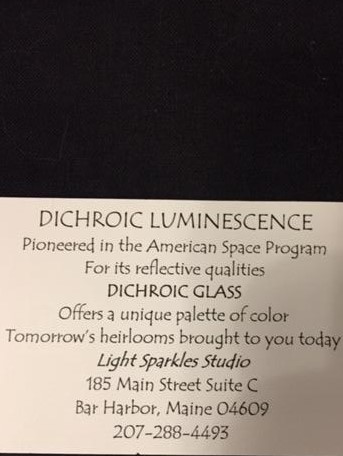 DICHROIC LUMINESCENCE
Pioneered in the American Space Program
For its reflective qualities
DICHROIC GLASS
Offers a unique palette of color
Tomorrow's heirlooms brought to you today
Light Sparkles Studio
185 Main Street Suite C
Bar Harbor, Maine 04609
207-288-4493